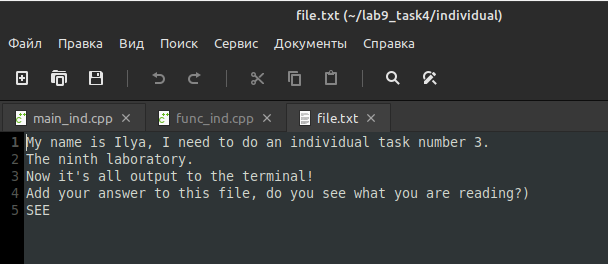 file.txt (~/lab9_task4/individual)
Файл Правка Вид Поиск Сервис Документы Справка
main_ind.cpp × func_ind.cpp × file.txt ×
1 My name is Ilya, I need to do an individual task number 3.
2 The ninth laboratory.
3 Now it's all output to the terminal!
4 Add your answer to this file, do you see what you are reading?)
5 SEE